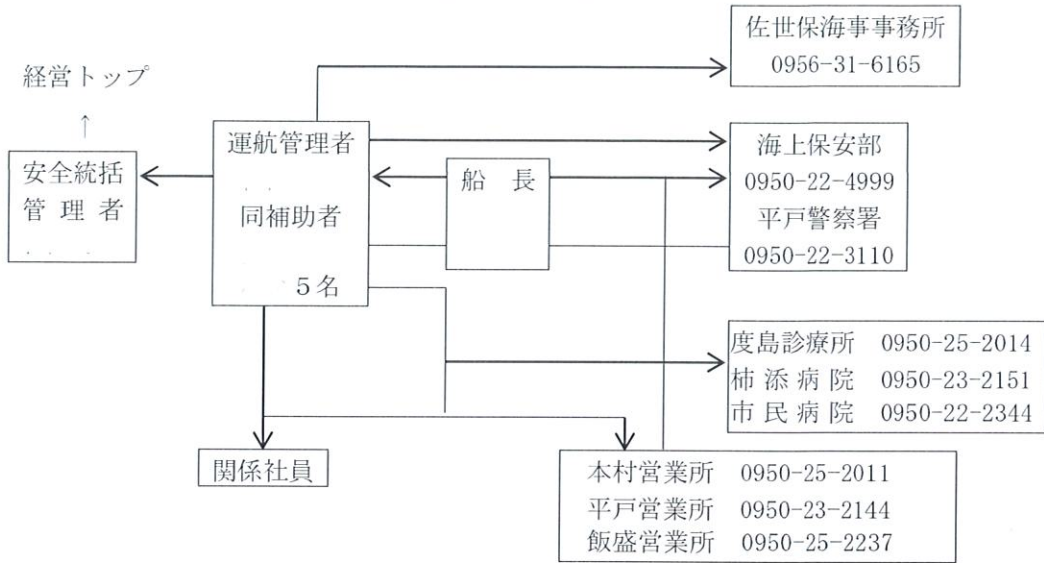 佐世保海事事務所
0956-31-6165
経営トップ
↑
安全統括
管 理 者
運航管理者
同補助者
5名
船 長
海上保安部
0950-22-4999
平戸警察署
0950-22-3110
度島診療所 0950-25-2014
柿 添 病 院 0950-23-2151
市 民 病 院 0950-22-2344
関係社員
本村営業所 0950-25-2011
平戸営業所 0950-23-2144
飯盛営業所 0950-25-2237